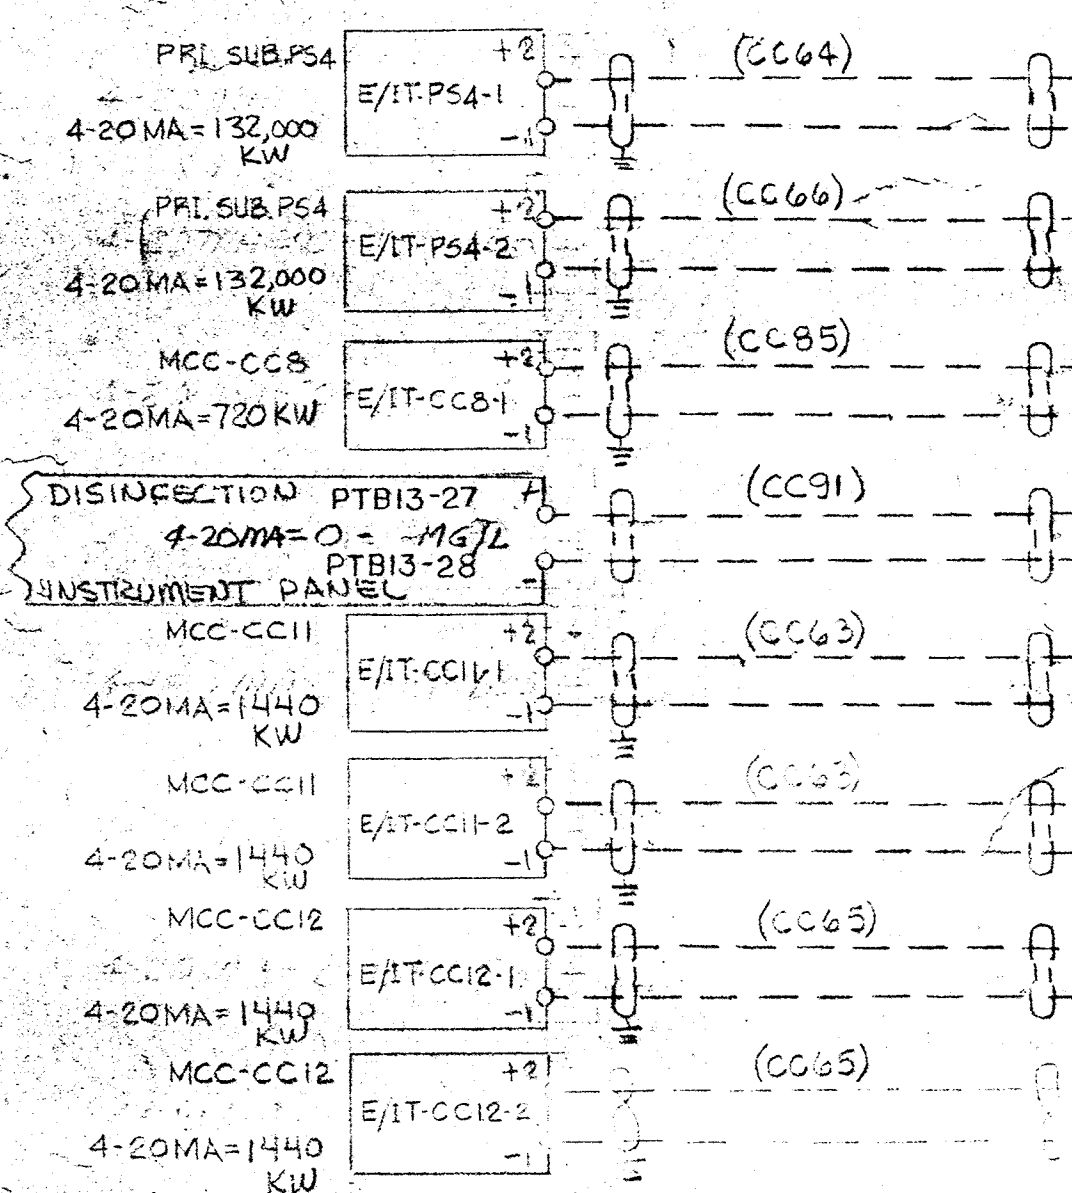 PRI. SUB. PS4
+2
(CC64)
E/IT-PS4-1
4-20MA=132,000
KW
-1
PRI. SUB. PS4
+2
(CC66)
E/IT-PS4-2
4-20MA=132,000
KW
-1
MCC-CC8
+2
(CC85)
E/IT-CC8-1
4-20MA=720KW
-1
DISINFECTION PTB13-27
+
(CC91)
4-20MA=0 - MG/L
PTB13-28
INSTRUMENT PANEL
-
MCC-CC11
+2
(CC63)
E/IT-CC11-1
4-20MA=1440
KW
-1
MCC-CC11
+2
(CC63)
E/IT-CC11-2
4-20MA=1440
KW
-1
MCC-CC12
+2
(CC65)
E/IT-CC12-1
4-20MA=1440
KW
-1
MCC-CC12
+2
(CC65)
E/IT-CC12-2
4-20MA=1440
KW
-1